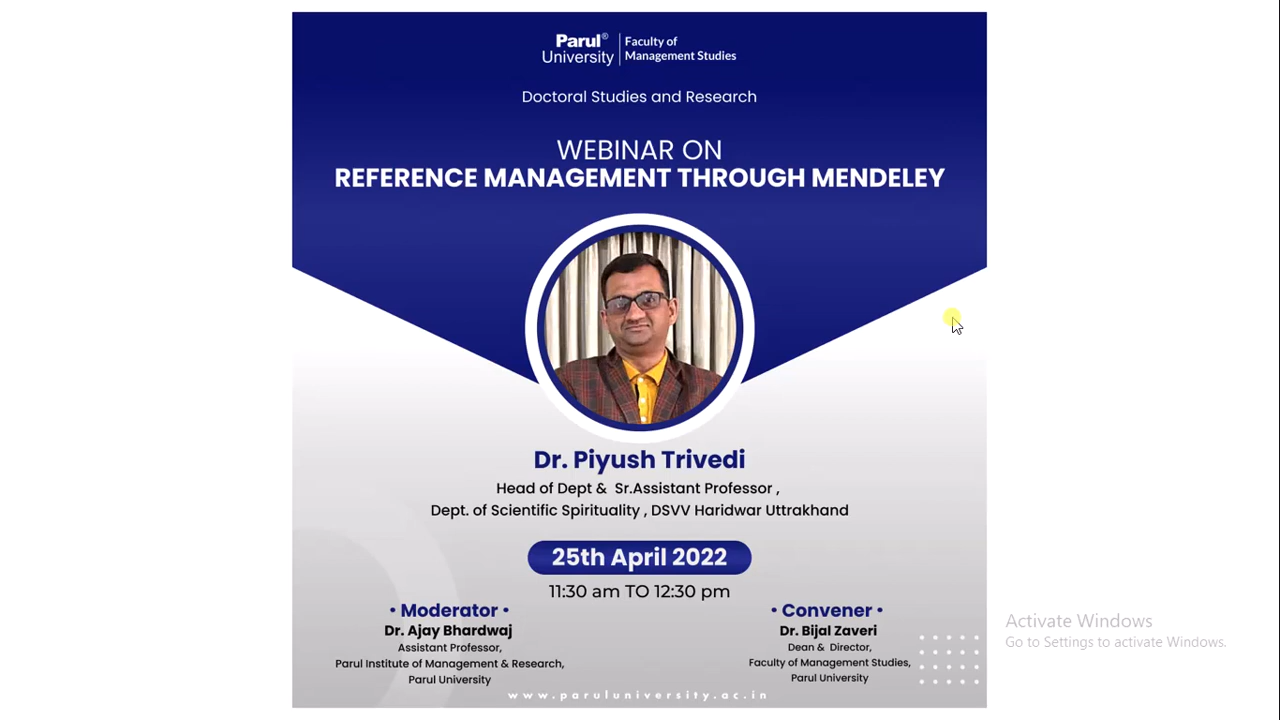 Parul®
University
Faculty of
Management Studies
Doctoral Studies and Research
WEBINAR ON
REFERENCE MANAGEMENT THROUGH MENDELEY
Dr. Piyush Trivedi
Head of Dept & Sr.Assistant Professor ,
Dept. of Scientific Spirituality , DSVV Haridwar Uttrakhand
25th April 2022
11:30 am TO 12:30 pm
• Moderator •
Dr. Ajay Bhardwaj
Assistant Professor,
Parul Institute of Management & Research,
Parul University
• Convener •
Dr. Bijal Zaveri
Dean & Director,
Faculty of Management Studies,
Parul University
www.paruluniversity.ac.in
Activate Windows
Go to Settings to activate Windows.